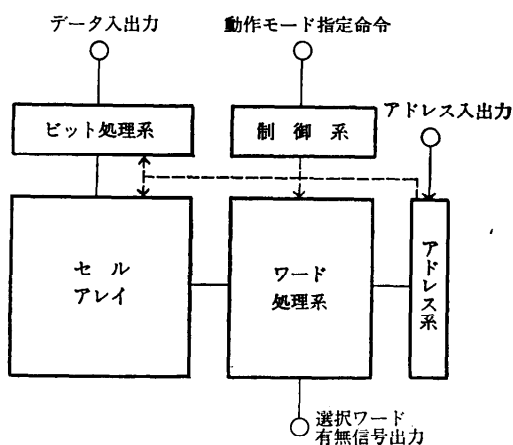 データ入出力
動作モード指定命令
アドレス入出力
ビット処理系
制御系
セル
アレイ
ワード
処理系
アドレス系
選択ワード
有無信号出力